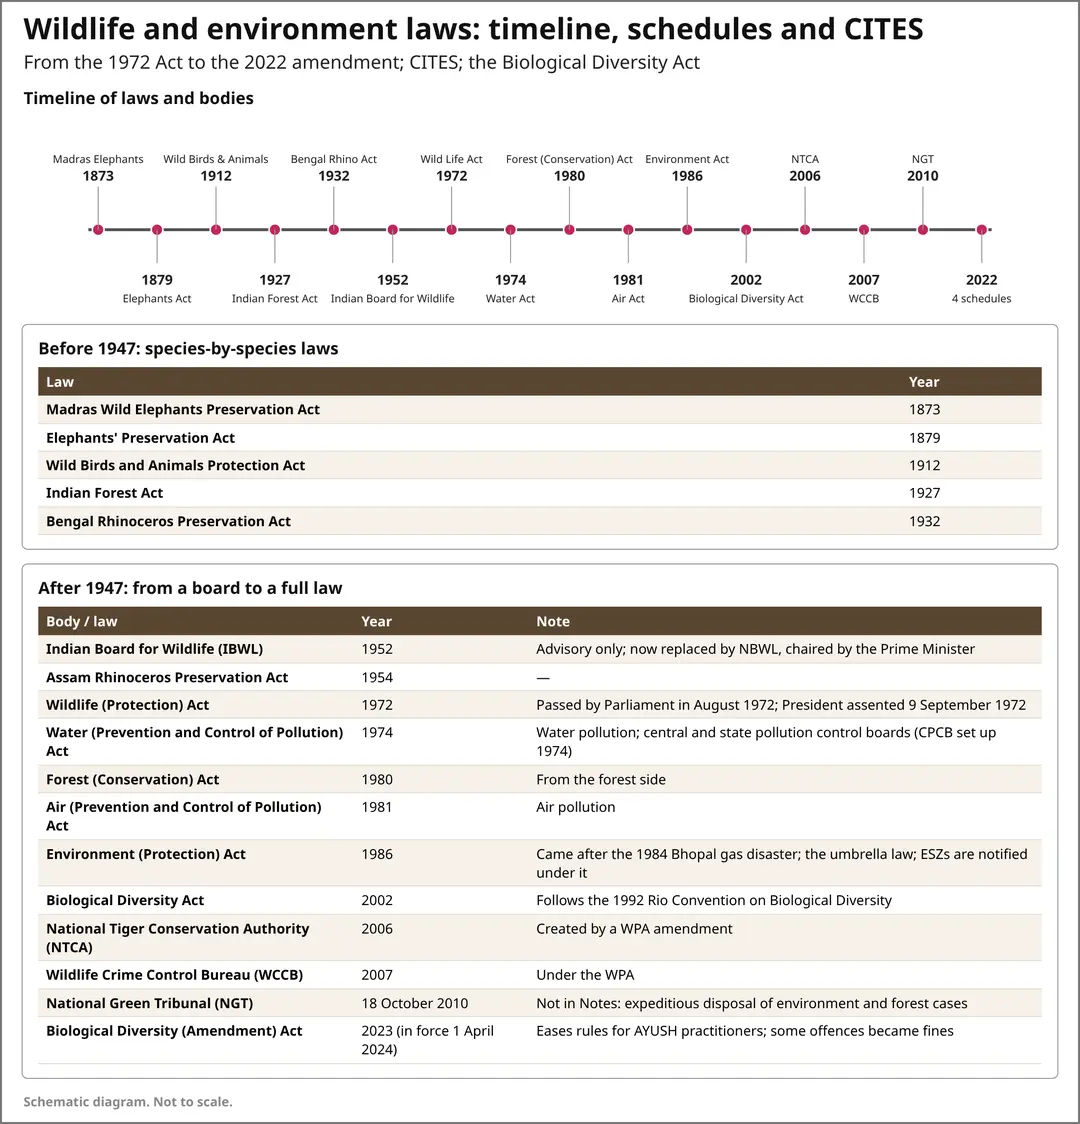 Wildlife and environment laws: timeline, schedules and CITES
From the 1972 Act to the 2022 amendment; CITES; the Biological Diversity Act
Timeline of laws and bodies
Madras Elephants
1873
Wild Birds & Animals
1912
Bengal Rhino Act
1932
Wild Life Act
1972
Forest (Conservation) Act
1980
Environment Act
1986
NTCA
2006
NGT
2010
1879
Elephants Act
1927
Indian Forest Act
1952
Indian Board for Wildlife
1974
Water Act
1981
Air Act
2002
Biological Diversity Act
2007
WCCB
2022
4 schedules
Before 1947: species-by-species laws
Law Year
Madras Wild Elephants Preservation Act 1873
Elephants' Preservation Act 1879
Wild Birds and Animals Protection Act 1912
Indian Forest Act 1927
Bengal Rhinoceros Preservation Act 1932
After 1947: from a board to a full law
Body / law Year Note
Indian Board for Wildlife (IBWL) 1952 Advisory only; now replaced by NBWL, chaired by the Prime Minister
Assam Rhinoceros Preservation Act 1954 —
Wildlife (Protection) Act 1972 Passed by Parliament in August 1972; President assented 9 September 1972
Water (Prevention and Control of Pollution) 1974 Water pollution; central and state pollution control boards (CPCB set up
Act 1974)
Forest (Conservation) Act 1980 From the forest side
Air (Prevention and Control of Pollution) 1981 Air pollution
Act
Environment (Protection) Act 1986 Came after the 1984 Bhopal gas disaster; the umbrella law; ESZs are notified
under it
Biological Diversity Act 2002 Follows the 1992 Rio Convention on Biological Diversity
National Tiger Conservation Authority 2006 Created by a WPA amendment
(NTCA)
Wildlife Crime Control Bureau (WCCB) 2007 Under the WPA
National Green Tribunal (NGT) 18 October 2010 Not in Notes: expeditious disposal of environment and forest cases
Biological Diversity (Amendment) Act 2023 (in force 1 April Eases rules for AYUSH practitioners; some offences became fines
2024)
Schematic diagram. Not to scale.